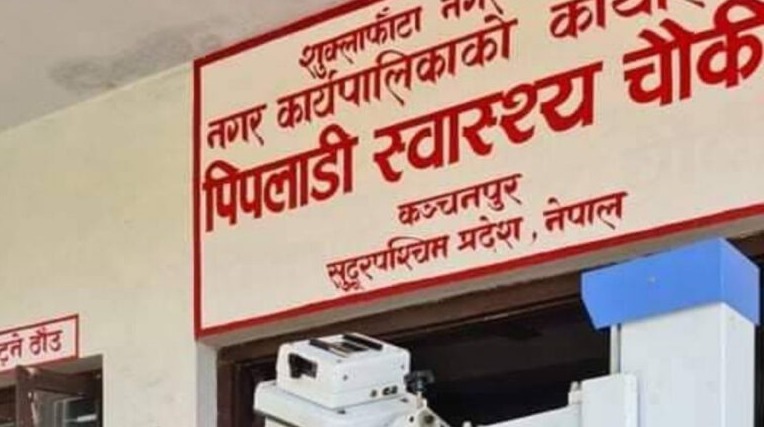 शुक्लाफाँटा नगर
नगर कार्यपालिकाको कार्या
पिपलाडी स्वास्थ्य चौकी
कञ्चनपुर
सुदूरपश्चिम प्रदेश, नेपाल
ठाँउ